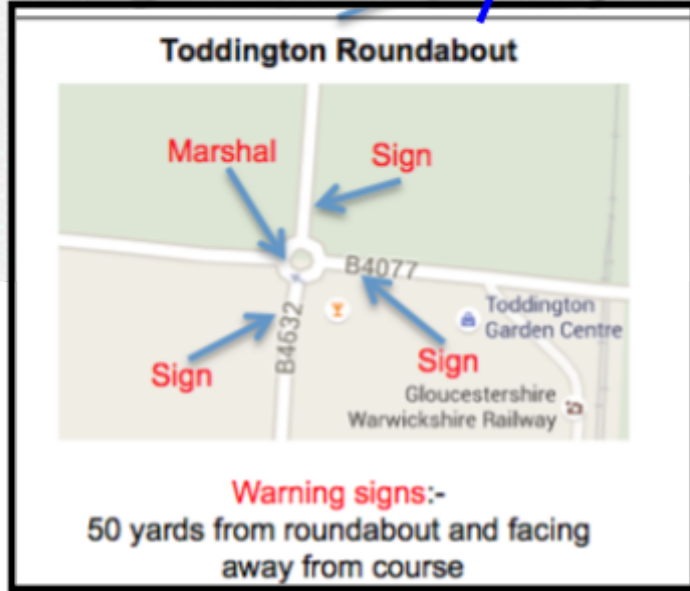 Toddington Roundabout
Marshal
Sign
B4077
Toddington
Garden Centre
B4632
Sign
Sign
Gloucestershire
Warwickshire Railway
Warning signs:-
50 yards from roundabout and facing
away from course